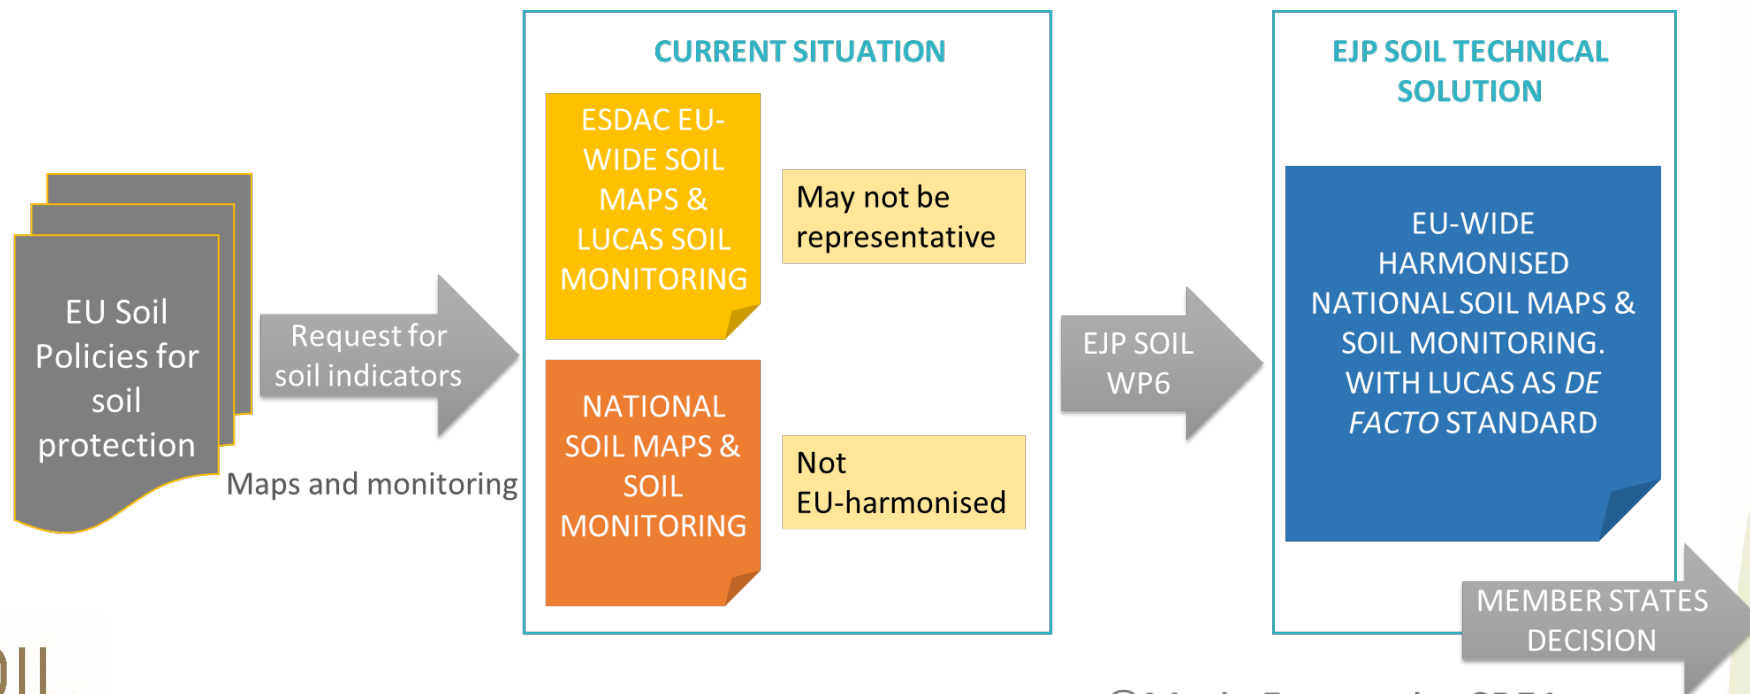 EU Soil
Policies for
soil
protection
Request for
soil indicators
Maps and monitoring
CURRENT SITUATION
ESDAC EU-
WIDE SOIL
MAPS &
LUCAS SOIL
MONITORING
May not be
representative
NATIONAL
SOIL MAPS &
SOIL
MONITORING
Not
EU-harmonised
EJP SOIL
WP6
EJP SOIL TECHNICAL
SOLUTION
EU-WIDE
HARMONISED
NATIONAL SOIL MAPS &
SOIL MONITORING.
WITH LUCAS AS DE
FACTO STANDARD
MEMBER STATES
DECISION